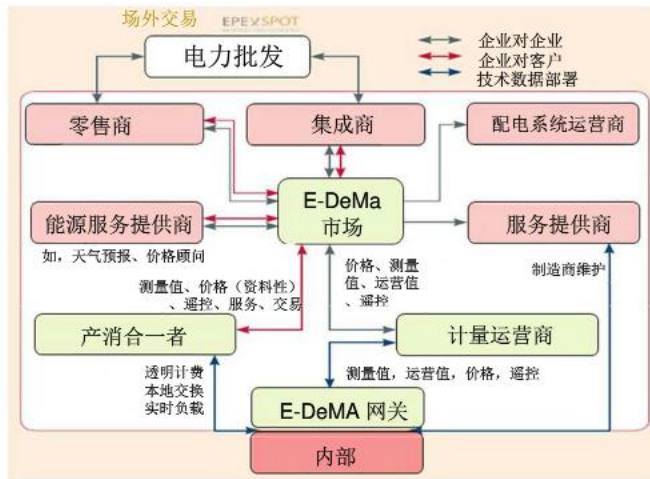 场外交易 EPEXSPOT
电力批发
企业对企业
企业对客户
技术数据部署
零售商
集成商
配电系统运营商
E-DeMa
市场
能源服务提供商
服务提供商
如，天气预报、价格顾问
测量值、价格（资料性）
、遥控、服务、交易
价格、测量
值、运营值
、遥控
制造商维护
产消合一者
计量运营商
透明计费
本地交换
实时负载
测量值，运营值，价格，遥控
E-DeMA 网关
内部